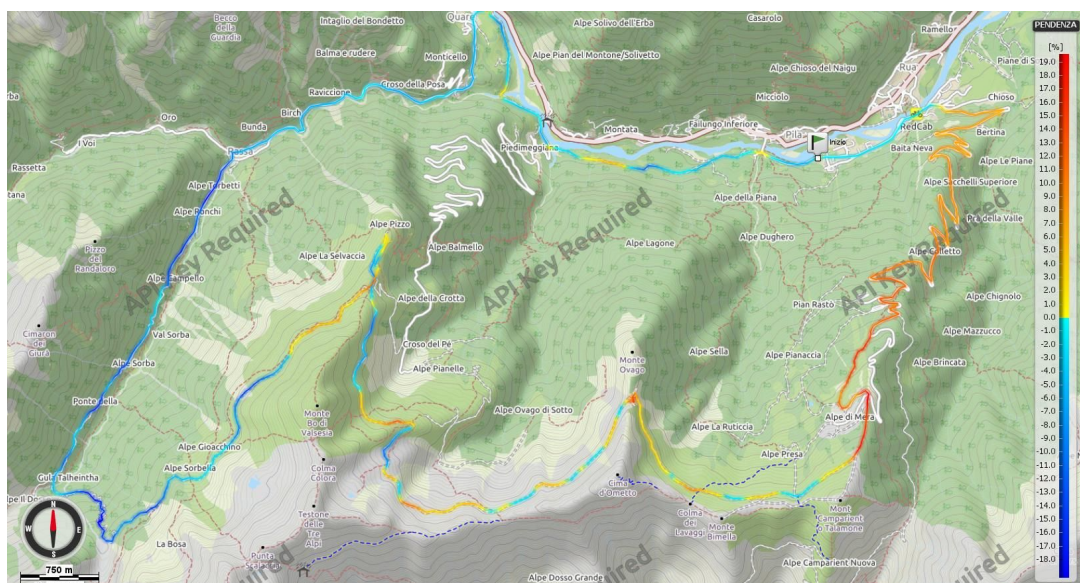 Becco
della
Guardia
Intaglio del Bondetto
Quar
Alpe Solivo dell'Erba
Casarolo
Ramello
PENDENZA
[%]
Balma e rudere
Monticello
Alpe Pian del Montone/Solivetto
Alpe Chioso del Naigu
Rua
Piane di S
Croso della Posa
Raviccione
Micciolo
Chioso
Birch
Oro
Bunda
Montata
Failungo Inferiore
Pila
Inizio
RedCab
Bertina
I Voi
Rassa
Piedimeggiana
Baita Neva
Alpe Le Piane
Rassetta
tana
Alpe Torbetti
Alpe della Piana
Alpe Sacchelli Superiore
Alpe Ronchi
Alpe Pizzo
Pra della Valle
Pizzo
del
Randaloro
Alpe La Selvaccia
Alpe Balmello
Alpe Lagone
Alpe Dughero
Alpe Colletto
Alpe Campello
Alpe della Crotta
Pian Rasto
Alpe Chignolo
Cimaron
dei
Giura
Val Sorba
Croso del Pé
Alpe Sella
Alpe Pianaccia
Alpe Mazzucco
Alpe Sorba
Alpe Pianelle
Monte
Ovago
Alpe Brincata
Ponte della
Monte
Bo di
Valsesia
Alpe Ovago di Sotto
Alpe La Ruticcia
Alpe di Mera
Alpe Gioacchino
Alpe Presa
Gula Talheintha
Alpe Sorbella
Colma
Colora
Cima
d'Ometto
pe Il Do
Testone
delle
Tre
Alpi
Colma
dei
Lavaggi
Monte
Bimella
Mont
Camparient
o Talamone
La Bosa
Punta
Alpe Dosso Grande
Alpe Camparient Nuova
API Key Required
API Key Required
API Key Required
Required
Required
Required
N
W
E
S
750 m
19.0
18.0
17.0
16.0
15.0
14.0
13.0
12.0
11.0
10.0
9.0
8.0
7.0
6.0
5.0
4.0
3.0
2.0
1.0
0.0
-1.0
-2.0
-3.0
-4.0
-5.0
-6.0
-7.0
-8.0
-9.0
-10.0
-11.0
-12.0
-13.0
-14.0
-15.0
-16.0
-17.0
-18.0